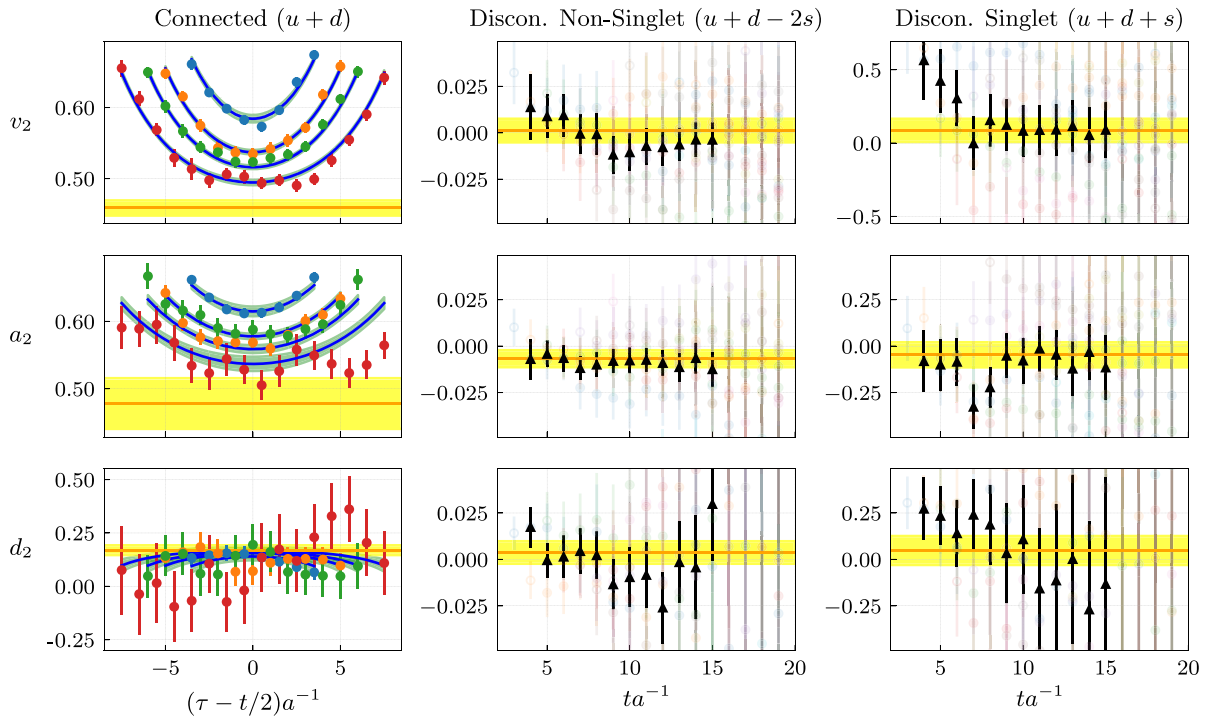 Connected (u + d)
Discon. Non-Singlet (u + d − 2s)
Discon. Singlet (u + d + s)
v₂
0.60
0.50
0.025
0.000
−0.025
0.5
0.0
−0.5
a₂
0.60
0.50
0.025
0.000
−0.025
0.25
0.00
−0.25
d₂
0.50
0.25
0.00
-0.25
0.025
0.000
−0.025
0.25
0.00
−0.25
−5 0 5
5 10 15 20
5 10 15 20
(τ − t/2)a⁻¹
ta⁻¹
ta⁻¹